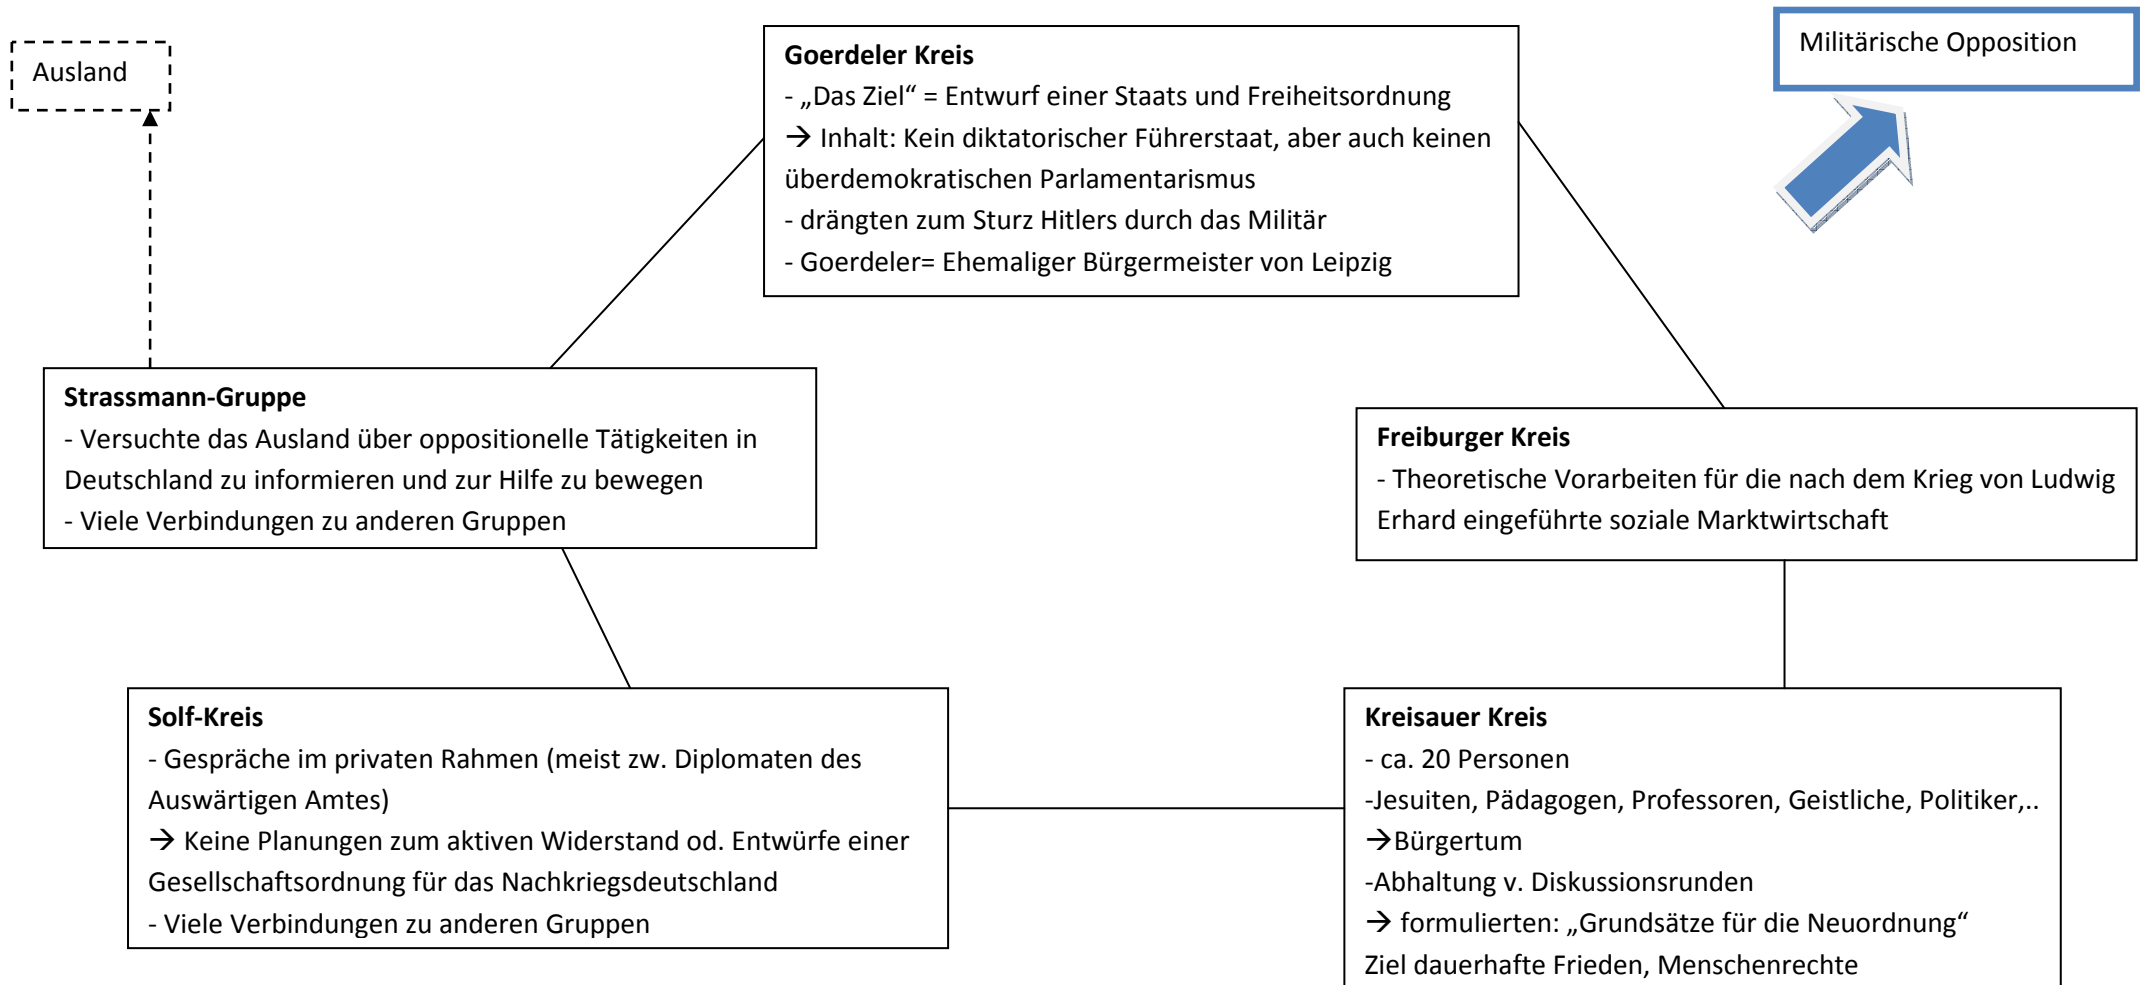 Ausland
Goerdeler Kreis
- „Das Ziel“ = Entwurf einer Staats und Freiheitsordnung
→ Inhalt: Kein diktatorischer Führerstaat, aber auch keinen
überdemokratischen Parlamentarismus
- drängten zum Sturz Hitlers durch das Militär
- Goerdeler= Ehemaliger Bürgermeister von Leipzig
Militärische Opposition
Strassmann-Gruppe
- Versuchte das Ausland über oppositionelle Tätigkeiten in
Deutschland zu informieren und zur Hilfe zu bewegen
- Viele Verbindungen zu anderen Gruppen
Freiburger Kreis
- Theoretische Vorarbeiten für die nach dem Krieg von Ludwig
Erhard eingeführte soziale Marktwirtschaft
Solf-Kreis
- Gespräche im privaten Rahmen (meist zw. Diplomaten des
Auswärtigen Amtes)
→ Keine Planungen zum aktiven Widerstand od. Entwürfe einer
Gesellschaftsordnung für das Nachkriegsdeutschland
- Viele Verbindungen zu anderen Gruppen
Kreisauer Kreis
- ca. 20 Personen
-Jesuiten, Pädagogen, Professoren, Geistliche, Politiker,..
→Bürgertum
-Abhaltung v. Diskussionsrunden
→ formulierten: „Grundsätze für die Neuordnung“
Ziel dauerhafte Frieden, Menschenrechte